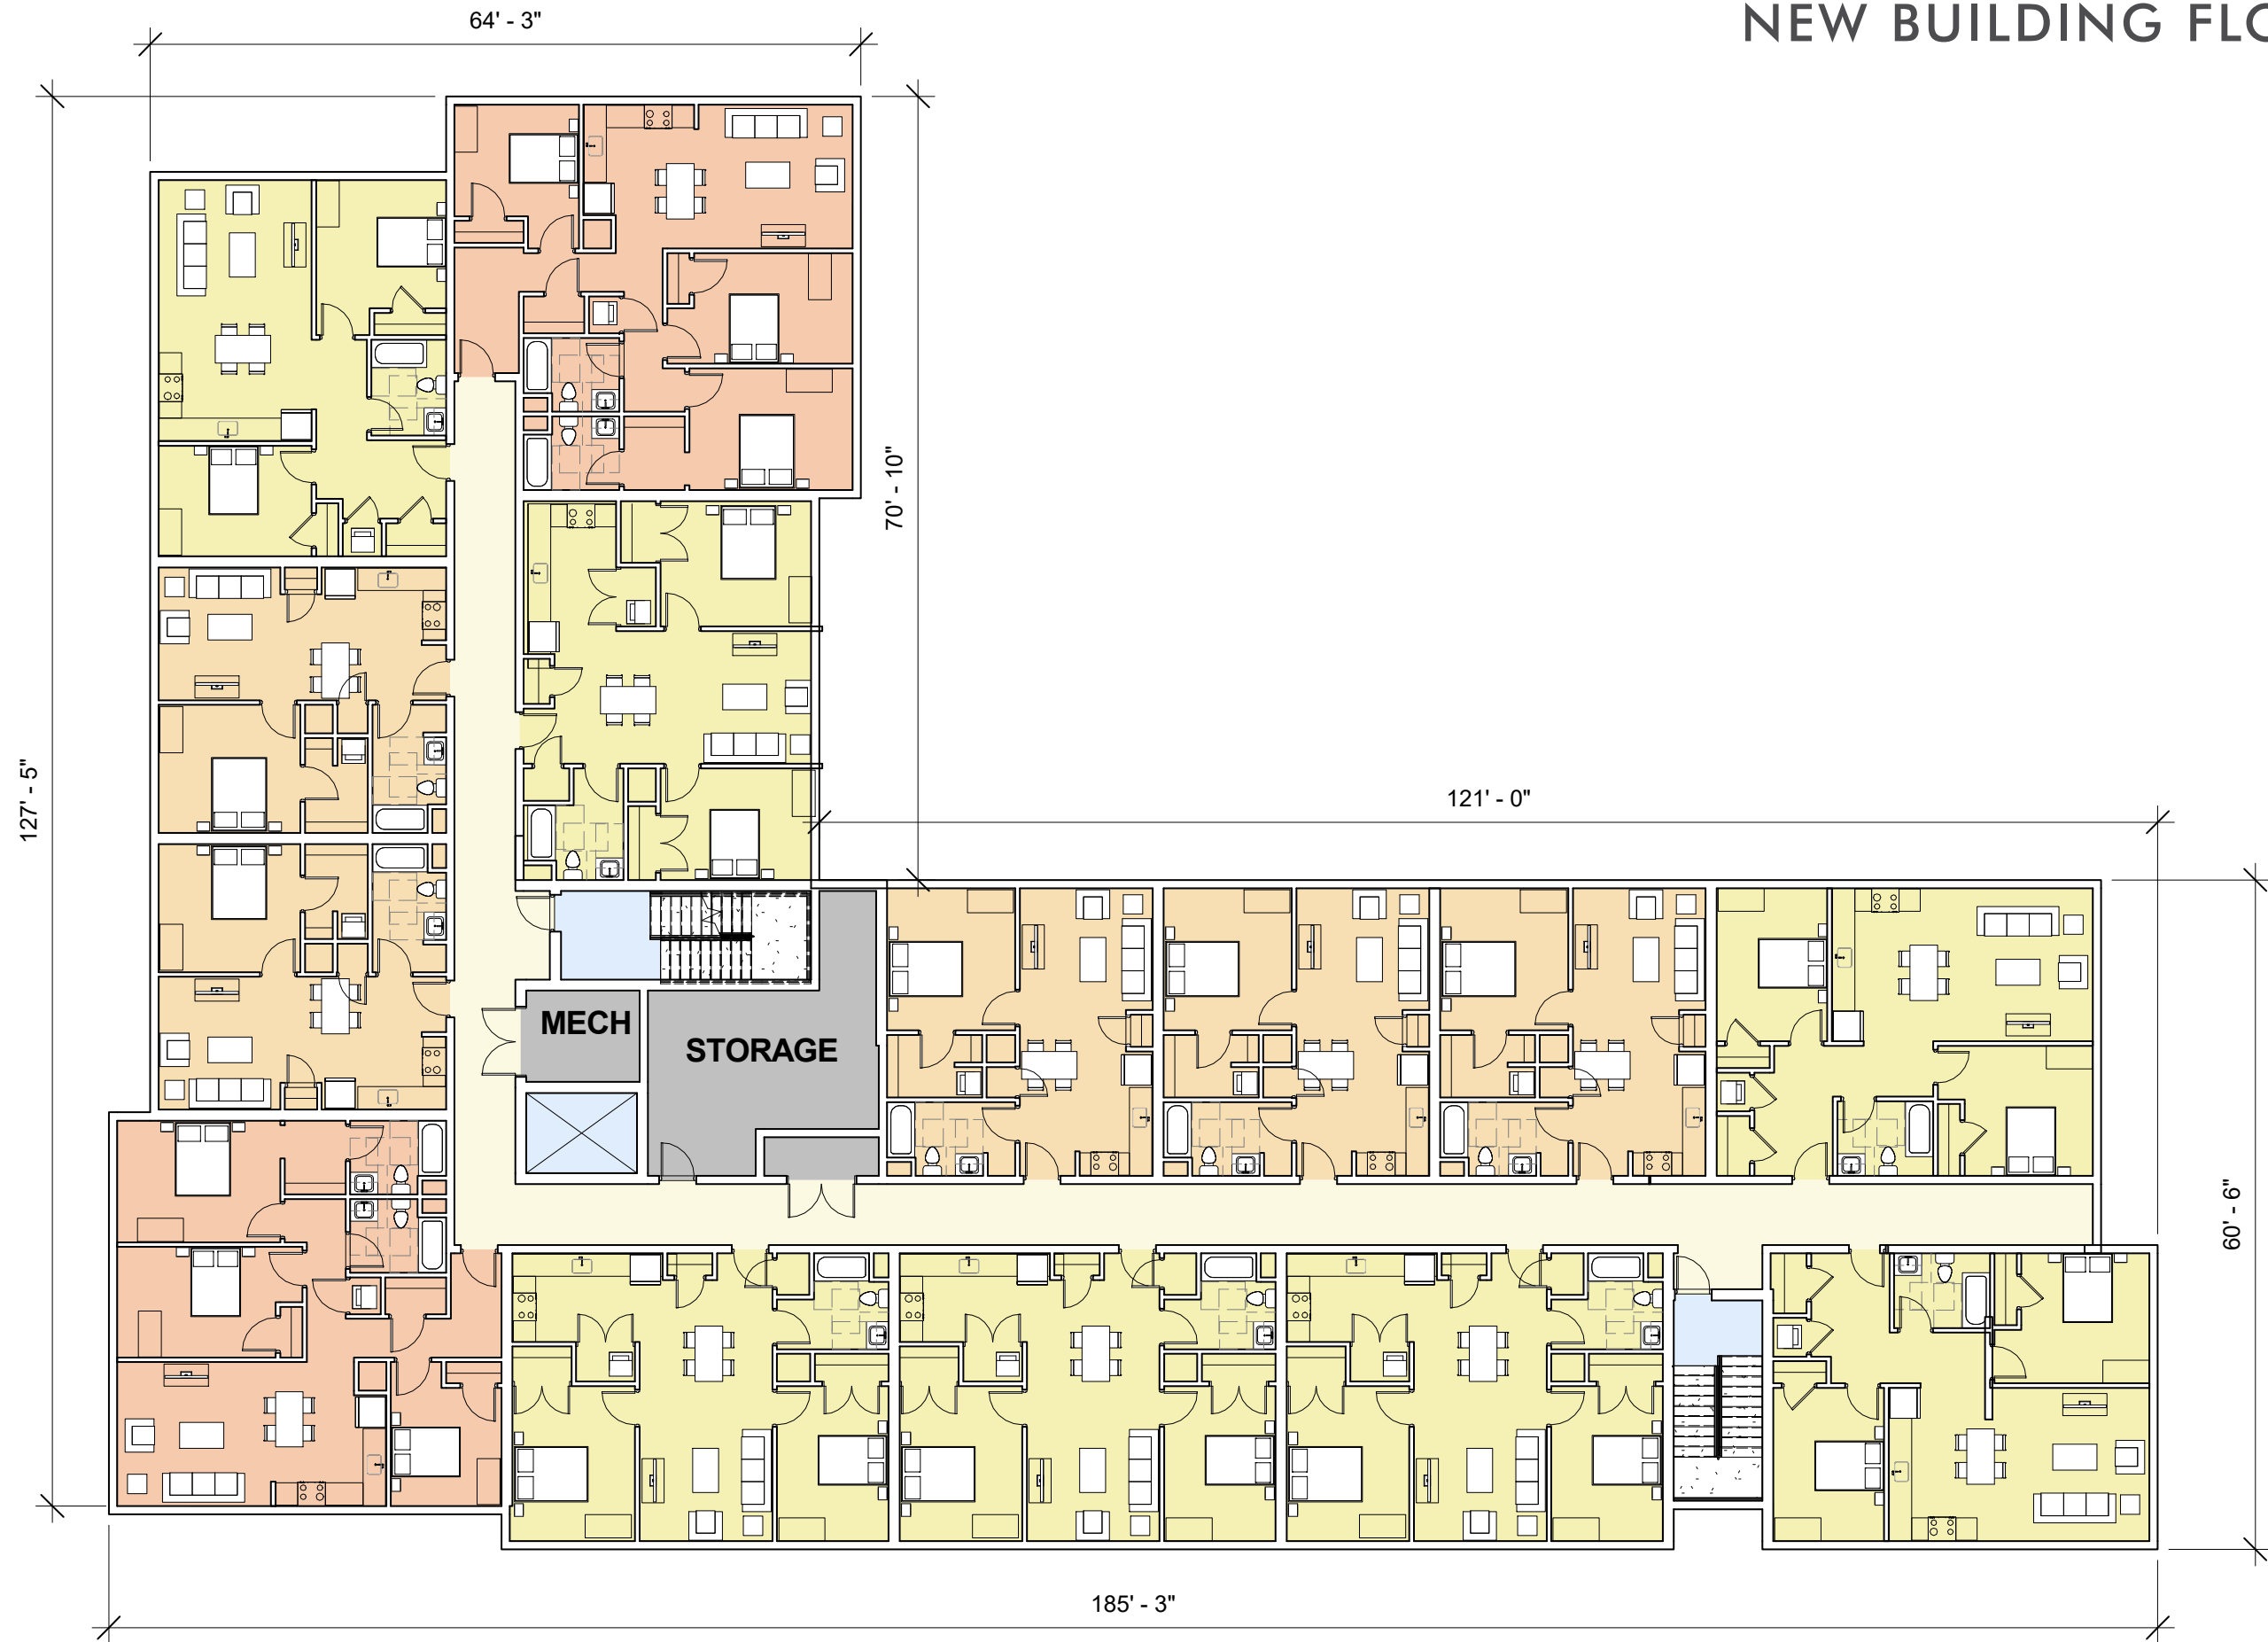 NEW BUILDING FLO
64' - 3"
70' - 10"
127' - 5"
121' - 0"
MECH
STORAGE
60' - 6"
185' - 3"